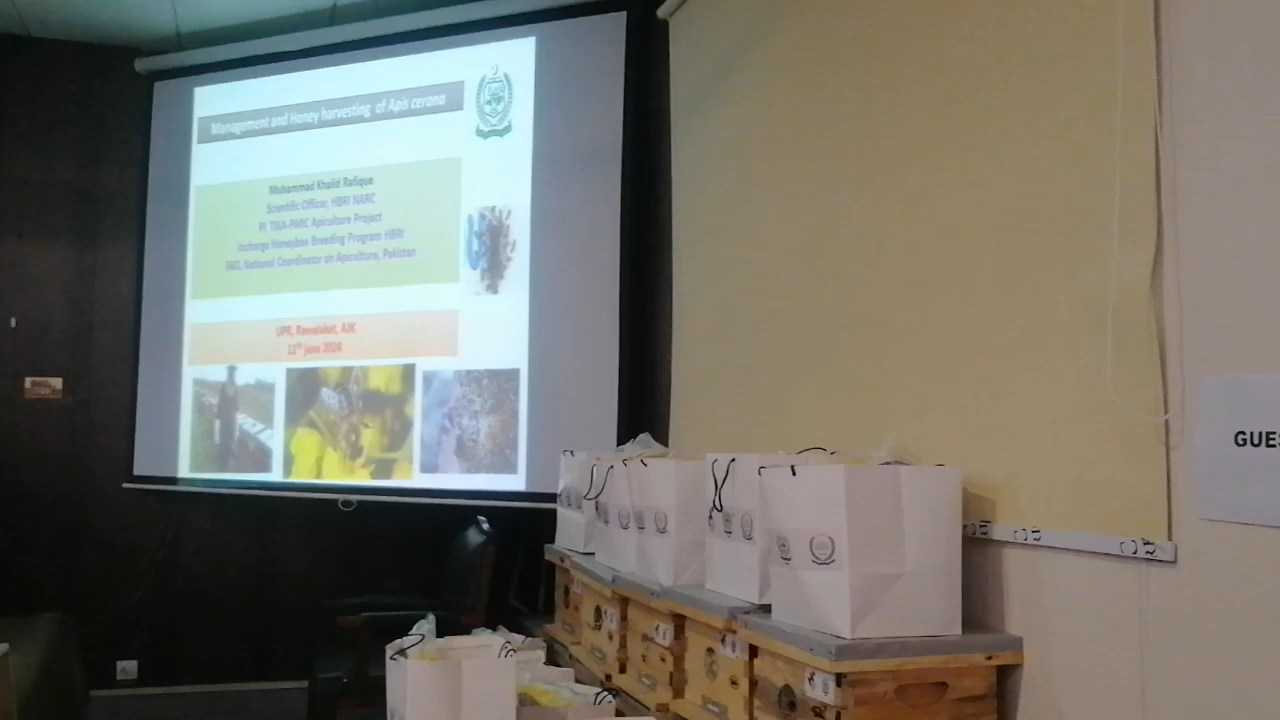 Management and Honey harvesting of Apis cerana
Muhammad Khalid Rafique
Scientific Officer, HBRI NARC
PI TIKA-PARC Apiculture Project
Incharge Honeybee Breeding Program HBRI
FAO, National Coordinator on Apiculture, Pakistan
UPR, Rawalakot, AJK
11th june 2024
GUES